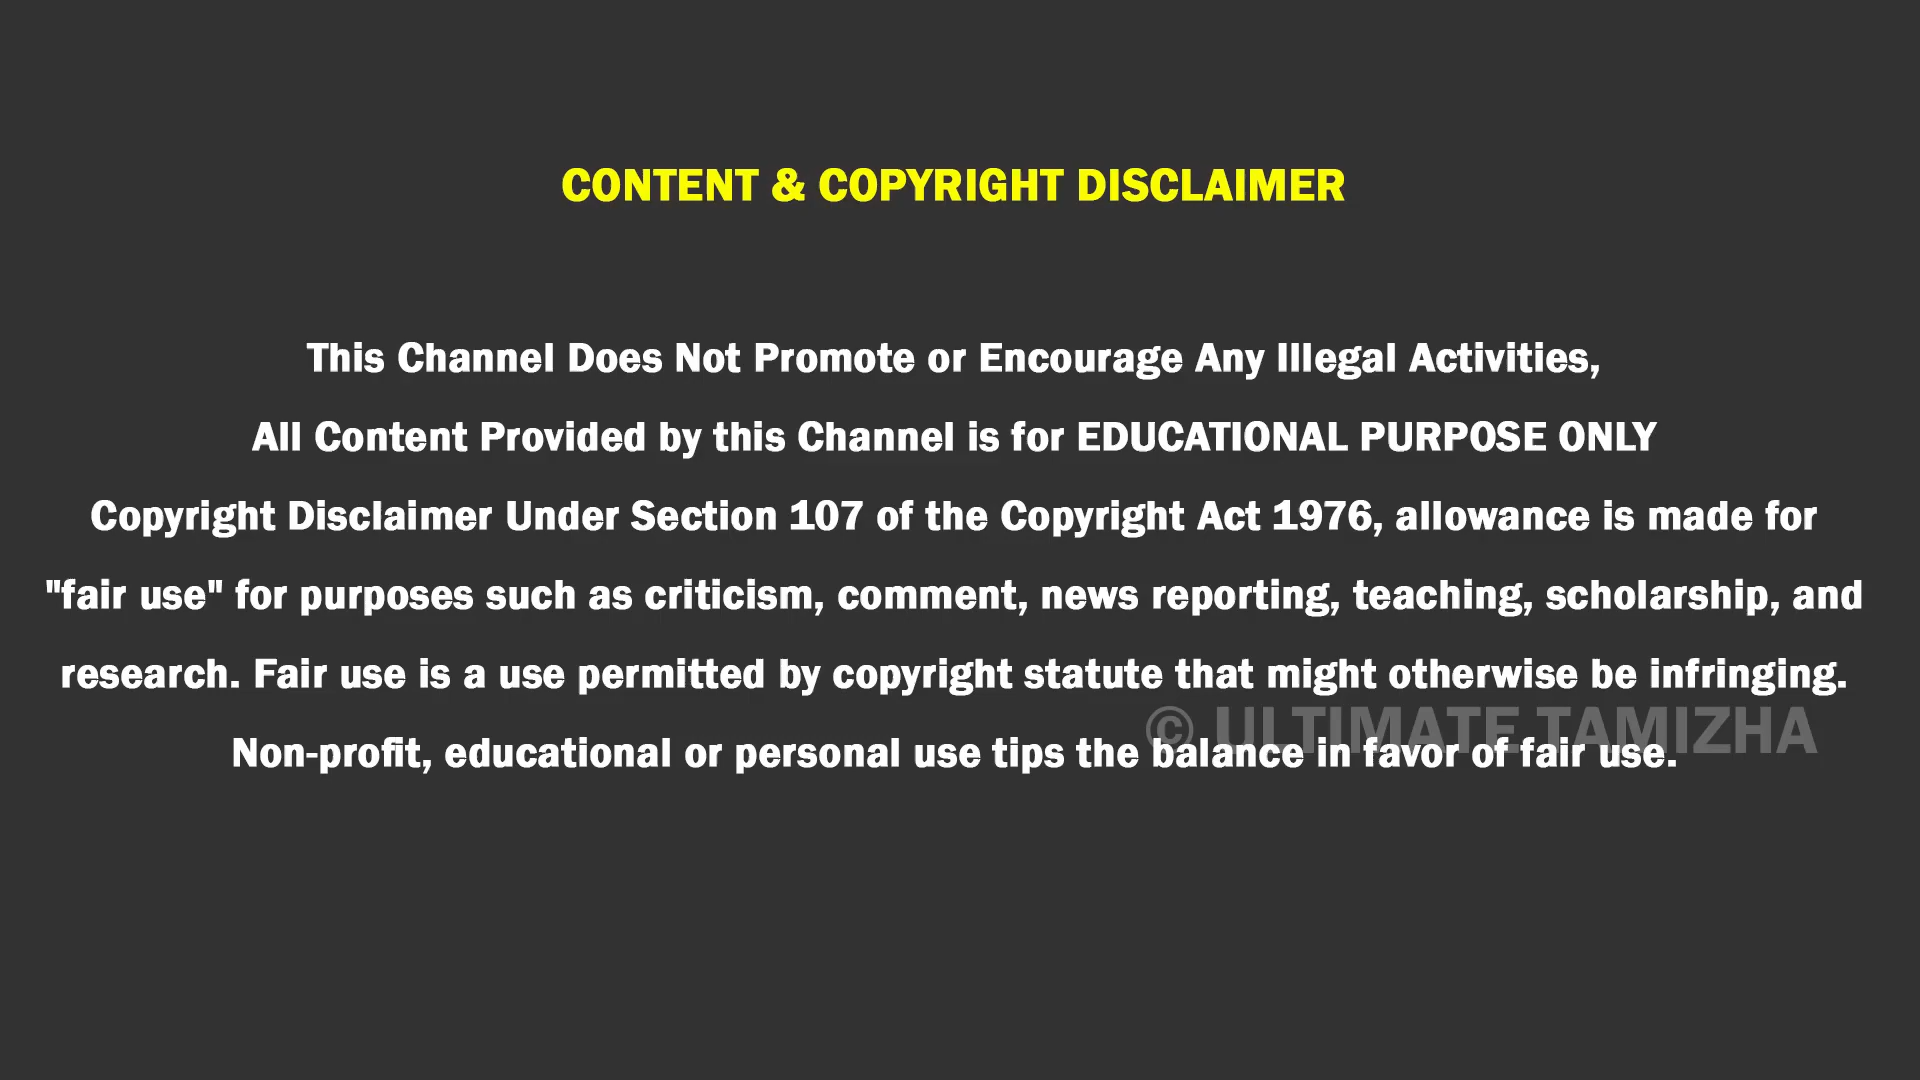 CONTENT & COPYRIGHT DISCLAIMER
This Channel Does Not Promote or Encourage Any Illegal Activities,
All Content Provided by this Channel is for EDUCATIONAL PURPOSE ONLY
Copyright Disclaimer Under Section 107 of the Copyright Act 1976, allowance is made for
"fair use" for purposes such as criticism, comment, news reporting, teaching, scholarship, and
research. Fair use is a use permitted by copyright statute that might otherwise be infringing.
© ULTIMATE TAMIZHA
Non-profit, educational or personal use tips the balance in favor of fair use.